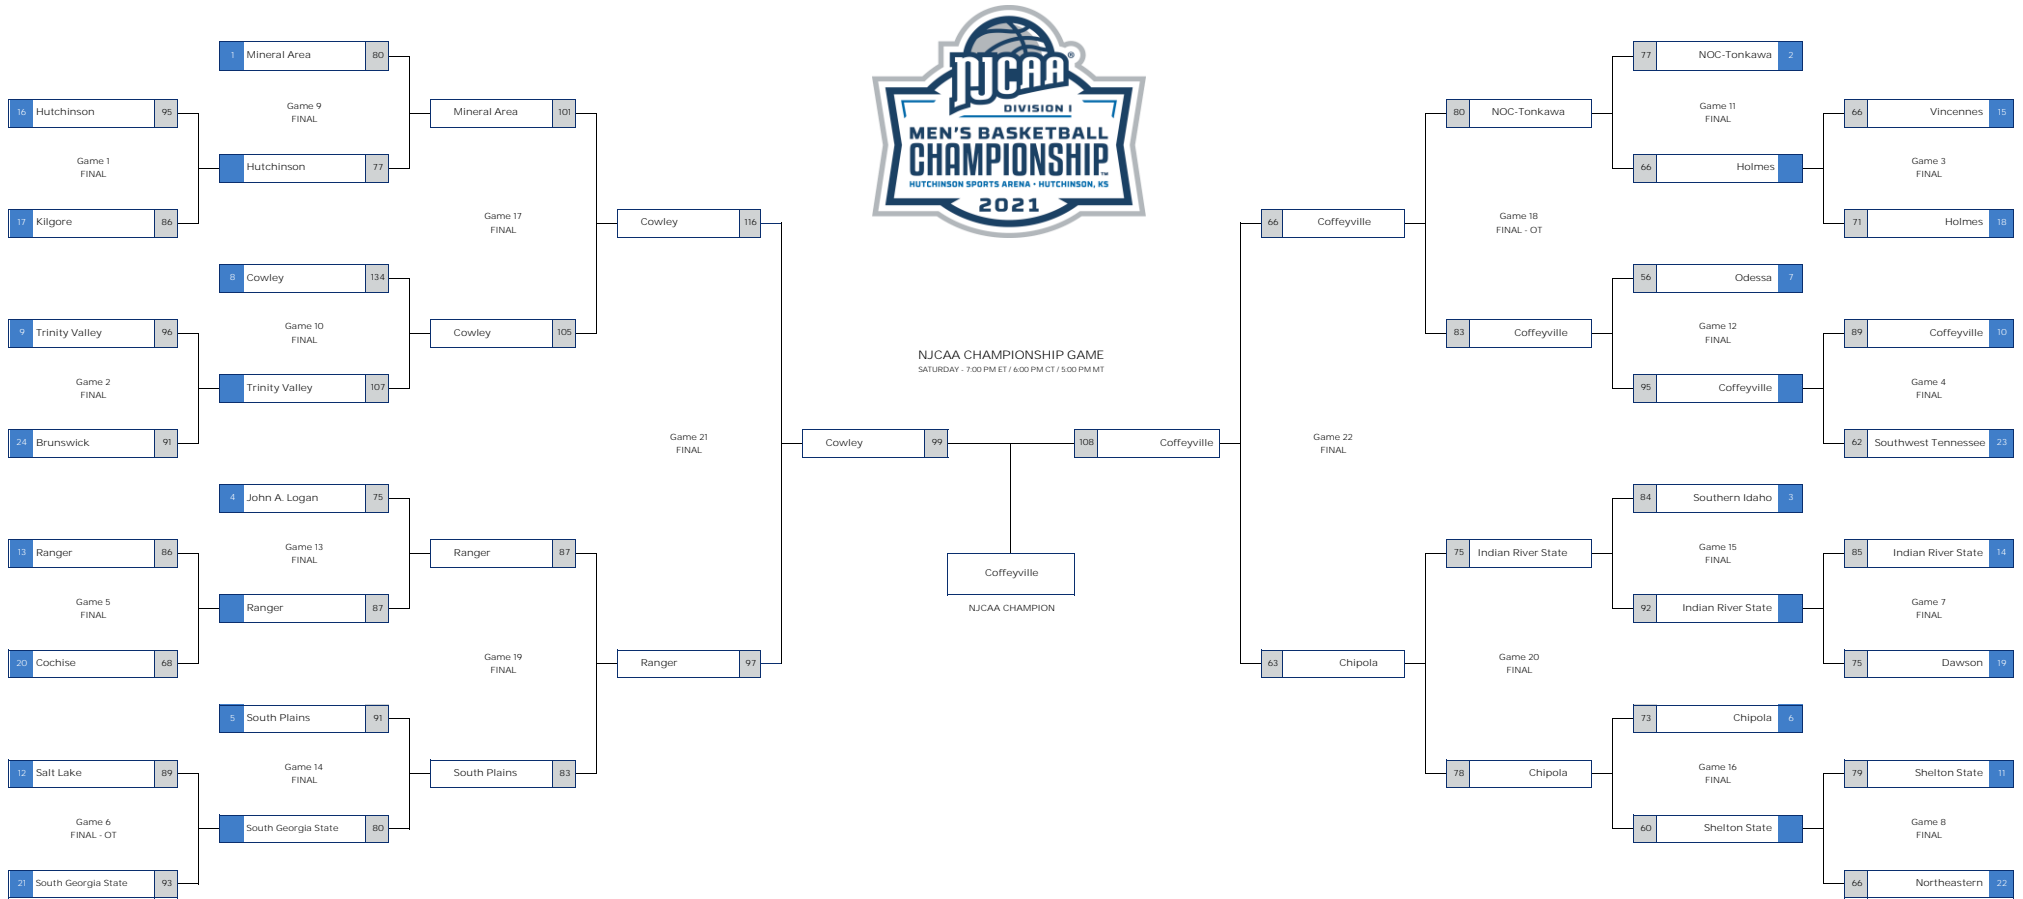 NJCAA®
DIVISION I
MEN'S BASKETBALL
CHAMPIONSHIP™
HUTCHINSON SPORTS ARENA • HUTCHINSON, KS
2021
1 Mineral Area 80
Game 9
FINAL
Hutchinson 77
16 Hutchinson 95
Game 1
FINAL
17 Kilgore 86
8 Cowley 134
Game 10
FINAL
Trinity Valley 107
9 Trinity Valley 96
Game 2
FINAL
24 Brunswick 91
4 John A. Logan 75
Game 13
FINAL
Ranger 87
13 Ranger 86
Game 5
FINAL
20 Cochise 68
5 South Plains 91
Game 14
FINAL
South Georgia State 80
12 Salt Lake 89
Game 6
FINAL - OT
21 South Georgia State 93
Mineral Area 101
Game 17
FINAL
Cowley 105
Ranger 87
Game 19
FINAL
South Plains 83
Cowley 116
Game 21
FINAL
Ranger 97
NJCAA CHAMPIONSHIP GAME
SATURDAY - 7:00 PM ET / 6:00 PM CT / 5:00 PM MT
Cowley 99
108 Coffeyville
Coffeyville
NJCAA CHAMPION
66 Coffeyville
Game 22
FINAL
63 Chipola
80 NOC-Tonkawa
Game 18
FINAL - OT
83 Coffeyville
75 Indian River State
Game 20
FINAL
78 Chipola
77 NOC-Tonkawa 2
Game 11
FINAL
66 Holmes
66 Vincennes 15
Game 3
FINAL
71 Holmes 18
56 Odessa 7
Game 12
FINAL
95 Coffeyville
89 Coffeyville 10
Game 4
FINAL
62 Southwest Tennessee 23
84 Southern Idaho 3
Game 15
FINAL
92 Indian River State
85 Indian River State 14
Game 7
FINAL
75 Dawson 19
73 Chipola 6
Game 16
FINAL
60 Shelton State
79 Shelton State 11
Game 8
FINAL
66 Northeastern 22